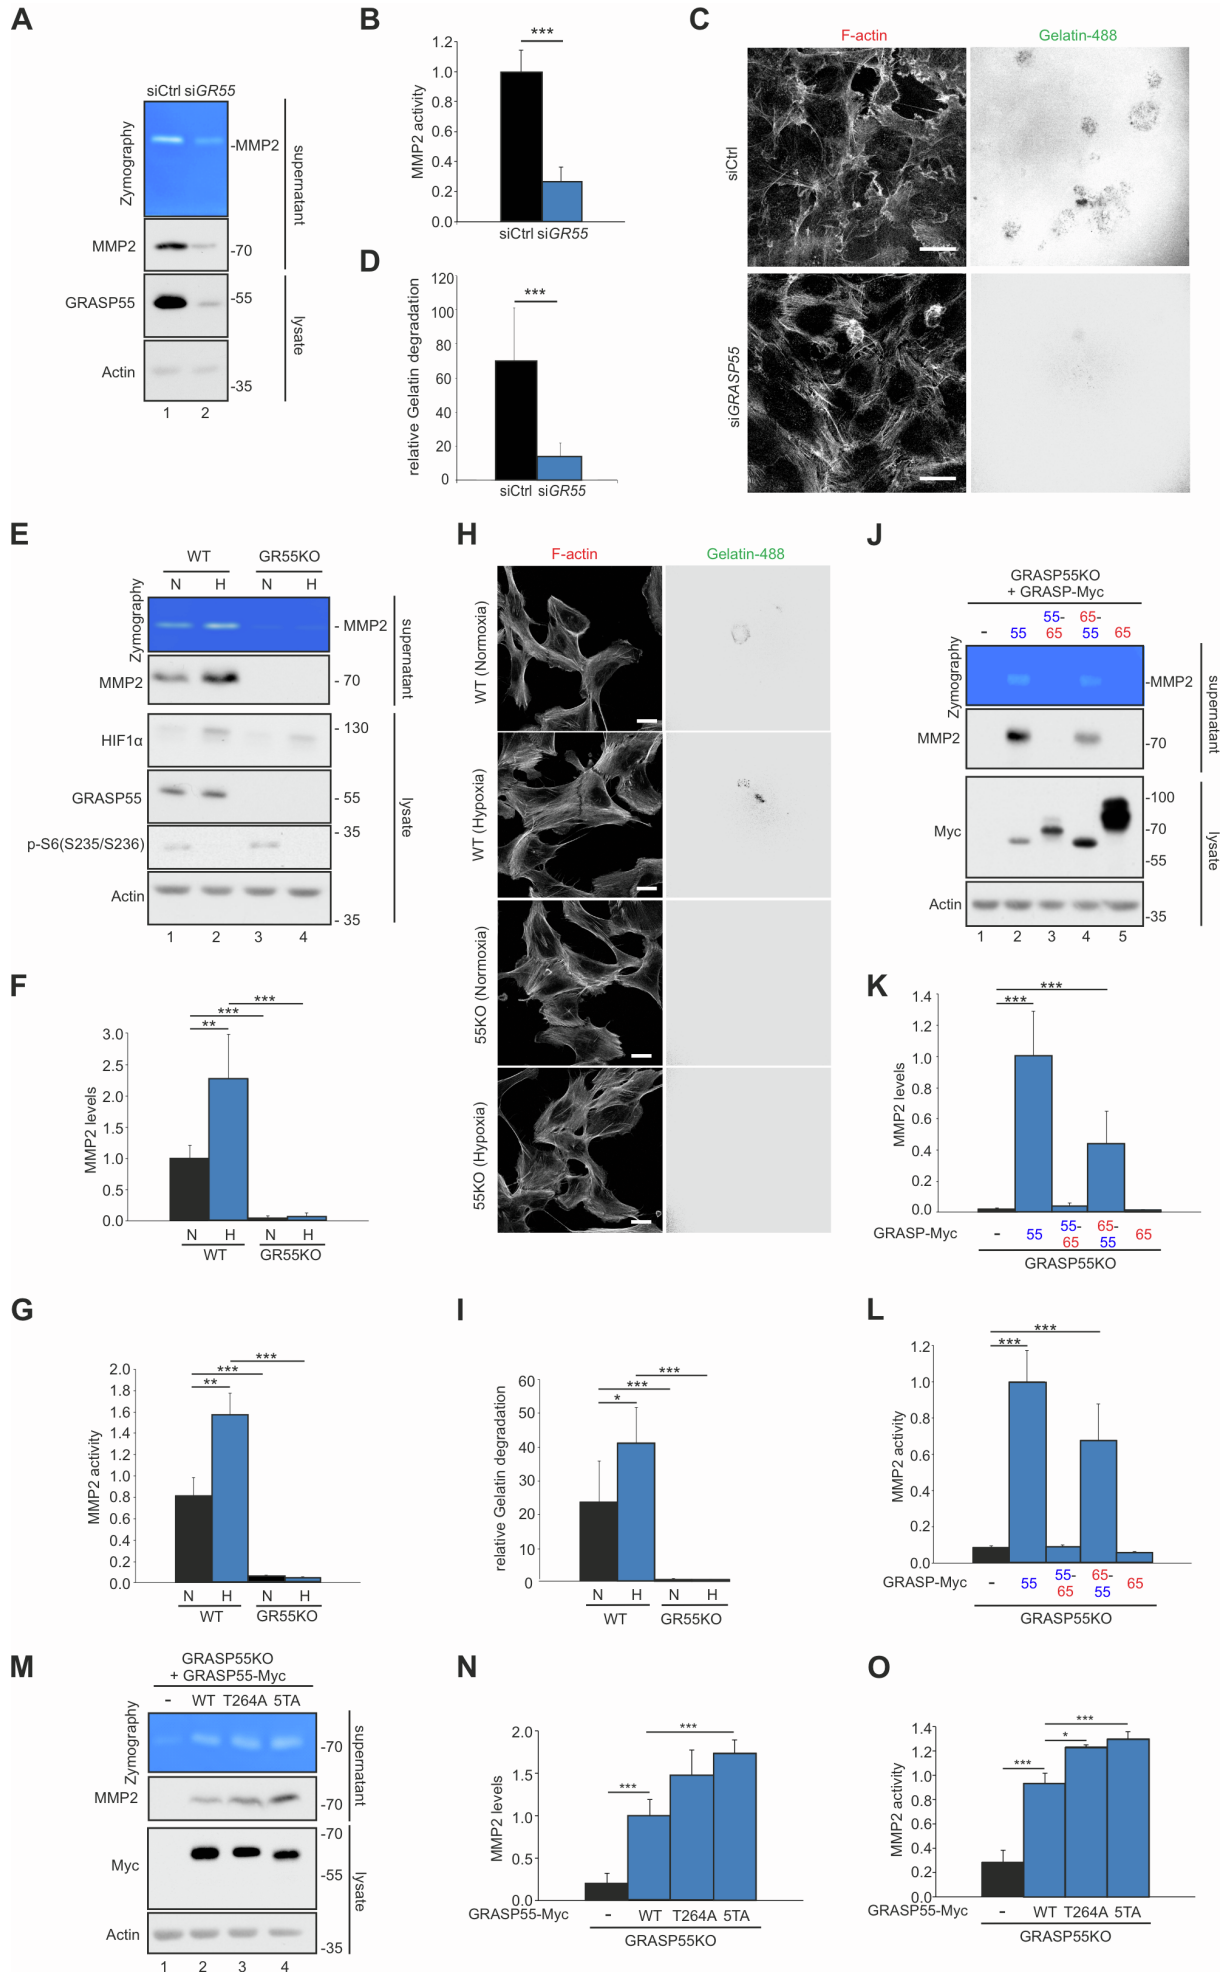 A
siCtrl siGR55
Zymography
-MMP2
supernatant
MMP2
-70
GRASP55
-55
lysate
Actin
-35
1 2
B
***
MMP2 activity
1.2
1.0
0.8
0.6
0.4
0.2
0.0
siCtrl siGR55
C
F-actin
Gelatin-488
siCtrl
siGRASP55
D
***
relative Gelatin degradation
120
100
80
60
40
20
0
siCtrl siGR55
E
WT GR55KO
N H N H
Zymography
- MMP2
supernatant
MMP2
- 70
HIF1α
- 130
GRASP55
- 55
lysate
- 35
p-S6(S235/S236)
Actin
- 35
1 2 3 4
F
***
***
**
MMP2 levels
3.0
2.5
2.0
1.5
1.0
0.5
0.0
N H N H
WT GR55KO
G
***
***
**
MMP2 activity
2.0
1.8
1.6
1.4
1.2
1.0
0.8
0.6
0.4
0.2
0.0
N H N H
WT GR55KO
H
F-actin
Gelatin-488
WT (Normoxia)
WT (Hypoxia)
55KO (Normoxia)
55KO (Hypoxia)
I
***
***
*
relative Gelatin degradation
60
50
40
30
20
10
0
N H N H
WT GR55KO
J
GRASP55KO
+ GRASP-Myc
55- 65-
- 55 65 55 65
Zymography
-MMP2
supernatant
MMP2
-70
-100
Myc
-70
-55
lysate
Actin
-35
1 2 3 4 5
K
***
***
MMP2 levels
1.4
1.2
1.0
0.8
0.6
0.4
0.2
0.0
55- 65-
GRASP-Myc - 55 65 55 65
GRASP55KO
L
***
***
MMP2 activity
1.2
1.0
0.8
0.6
0.4
0.2
0.0
55- 65-
GRASP-Myc - 55 65 55 65
GRASP55KO
M
GRASP55KO
+ GRASP55-Myc
- WT T264A 5TA
Zymography
-70
supernatant
MMP2
-70
-70
Myc
-55
lysate
Actin
-35
1 2 3 4
N
***
***
MMP2 levels
2.0
1.5
1.0
0.5
0.0
GRASP55-Myc - WT T264A 5TA
GRASP55KO
O
***
*
***
MMP2 activity
1.4
1.2
1.0
0.8
0.6
0.4
0.2
0.0
GRASP55-Myc - WT T264A 5TA
GRASP55KO